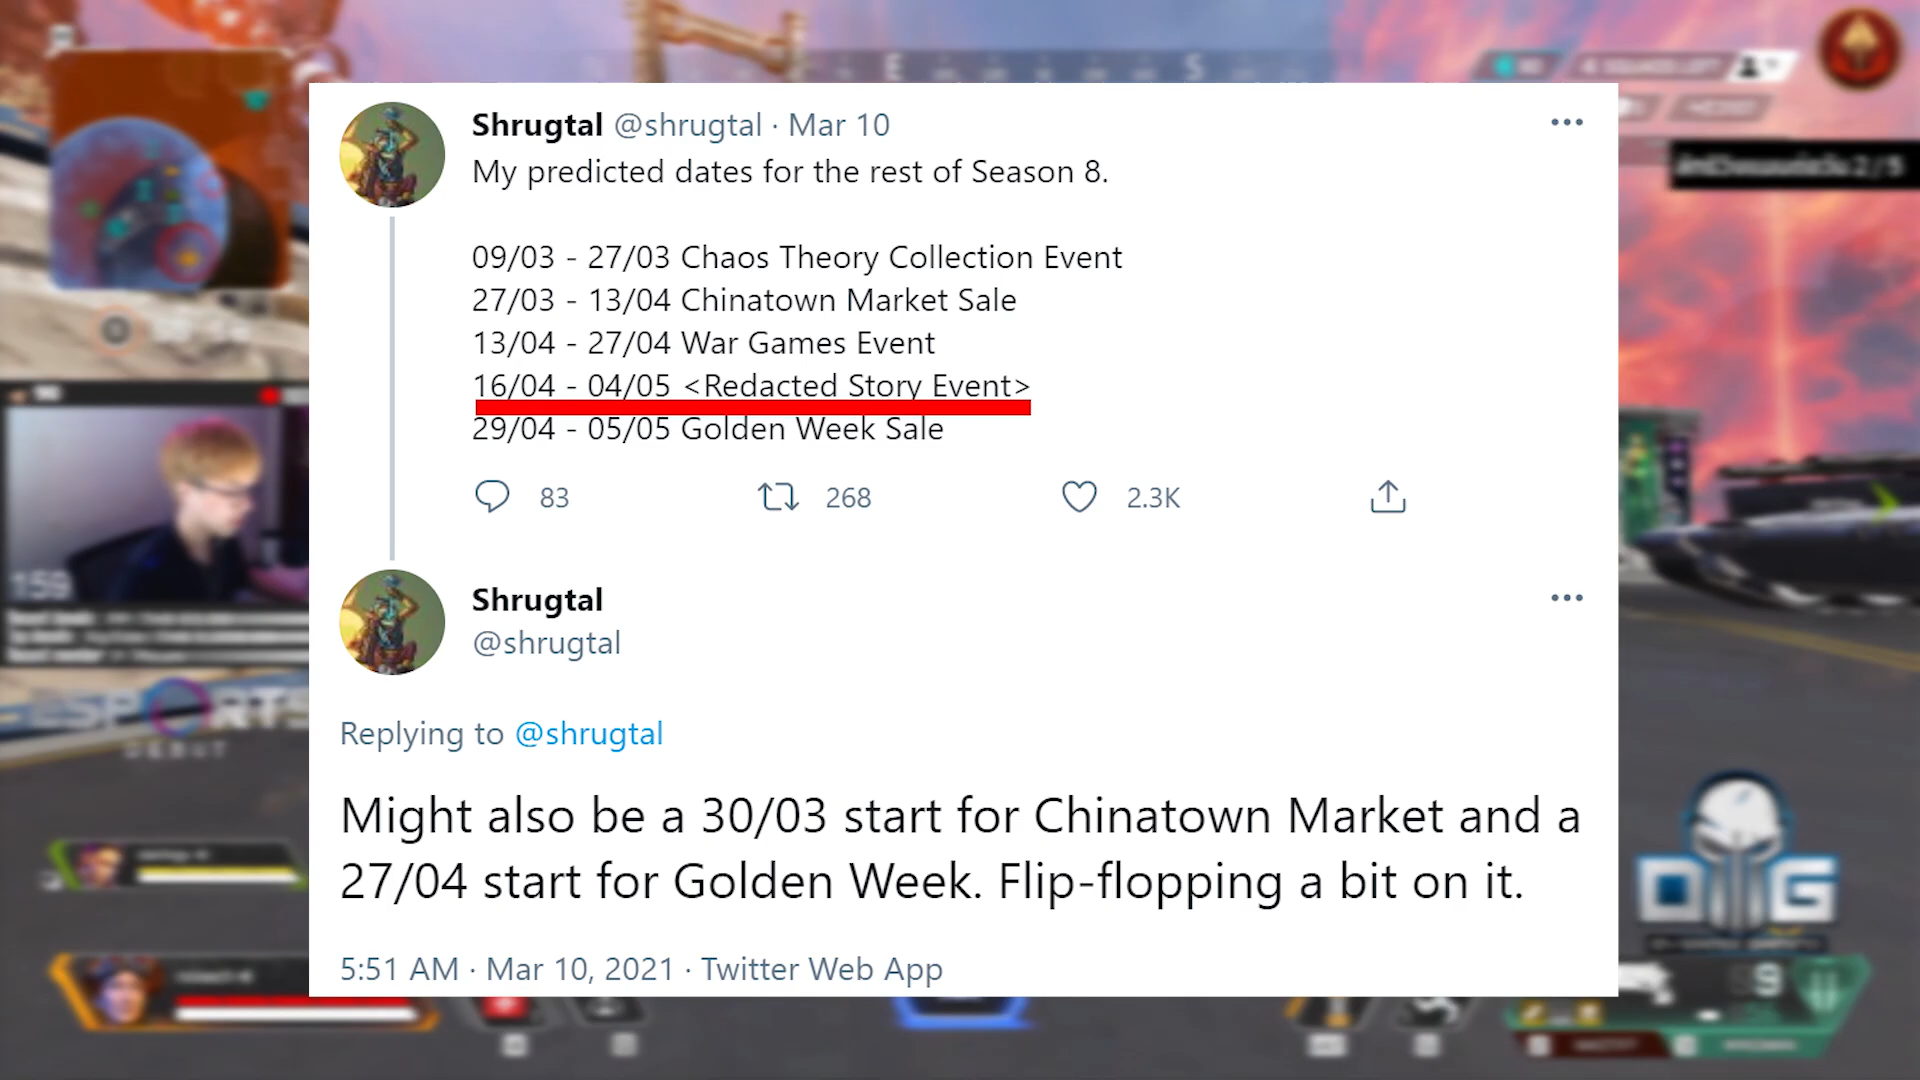 Shrugtal @shrugtal · Mar 10
My predicted dates for the rest of Season 8.
09/03 - 27/03 Chaos Theory Collection Event
27/03 - 13/04 Chinatown Market Sale
13/04 - 27/04 War Games Event
16/04 - 04/05 <Redacted Story Event>
29/04 - 05/05 Golden Week Sale
83 268 2.3K
Shrugtal
@shrugtal
Replying to @shrugtal
Might also be a 30/03 start for Chinatown Market and a
27/04 start for Golden Week. Flip-flopping a bit on it.
5:51 AM · Mar 10, 2021 · Twitter Web App
E
S
159
ESPORTS
DEBUT
9